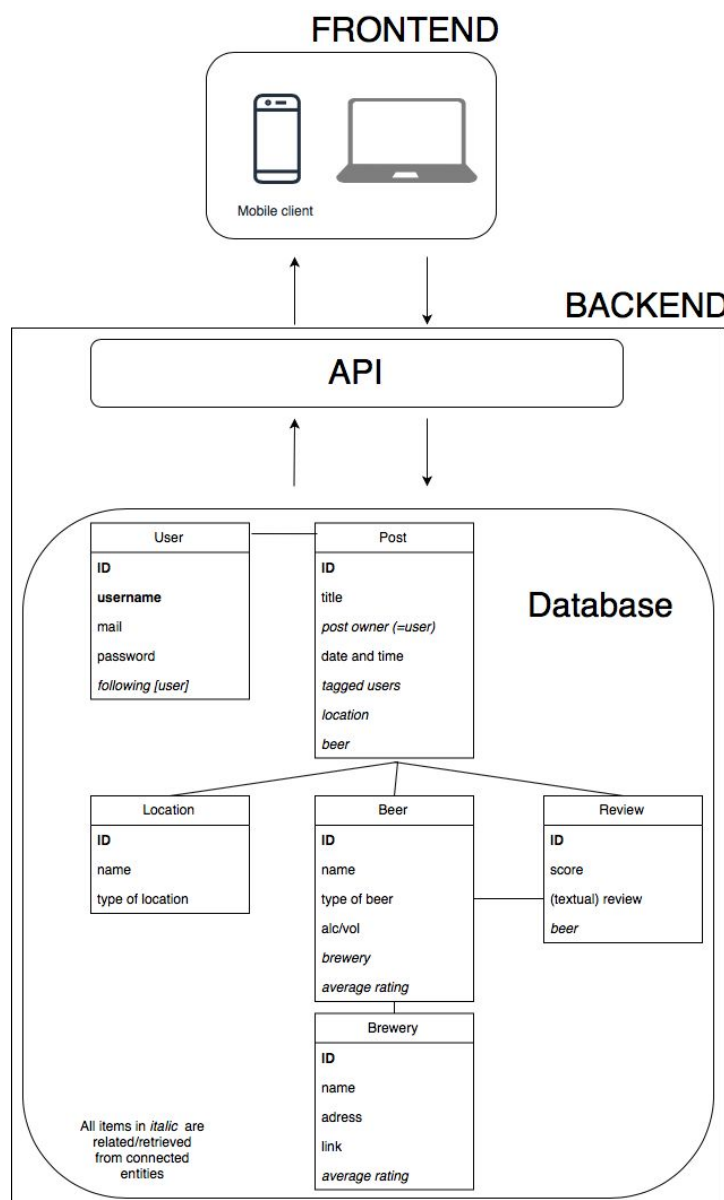 FRONTEND
Mobile client
BACKEND
API
Database
User
ID
username
mail
password
following [user]
Post
ID
title
post owner (=user)
date and time
tagged users
location
beer
Location
ID
name
type of location
Beer
ID
name
type of beer
alc/vol
brewery
average rating
Review
ID
score
(textual) review
beer
Brewery
ID
name
adress
link
average rating
All items in italic are
related/retrieved
from connected
entities